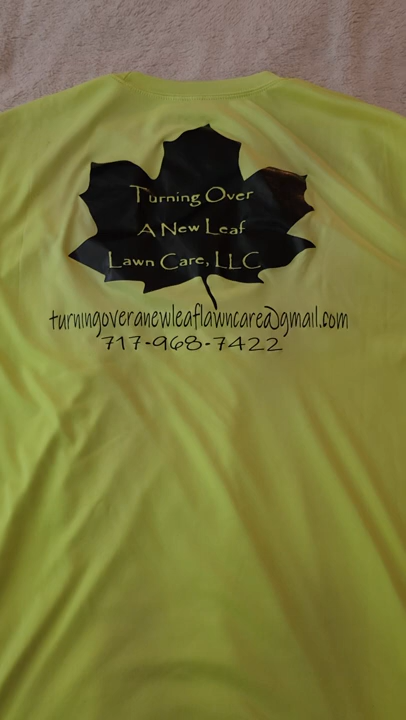 Turning Over
A New Leaf
Lawn Care, LLC
turningoveranewleaflawncare@gmail.com
717-968-7422